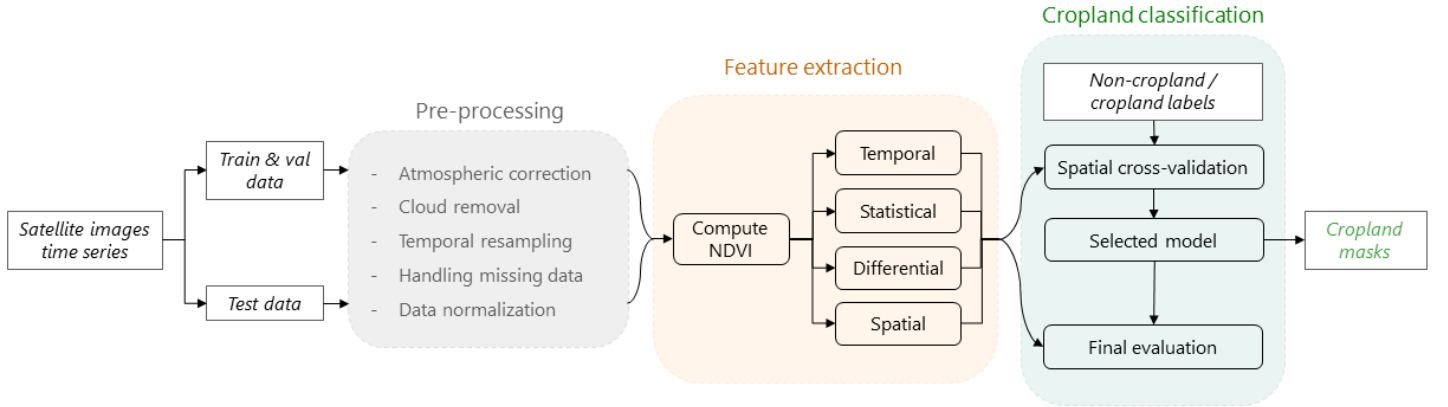 Satellite images
time series
Train & val
data
Test data
Pre-processing
- Atmospheric correction
- Cloud removal
- Temporal resampling
- Handling missing data
- Data normalization
Feature extraction
Compute
NDVI
Temporal
Statistical
Differential
Spatial
Cropland classification
Non-cropland /
cropland labels
Spatial cross-validation
Selected model
Final evaluation
Cropland
masks